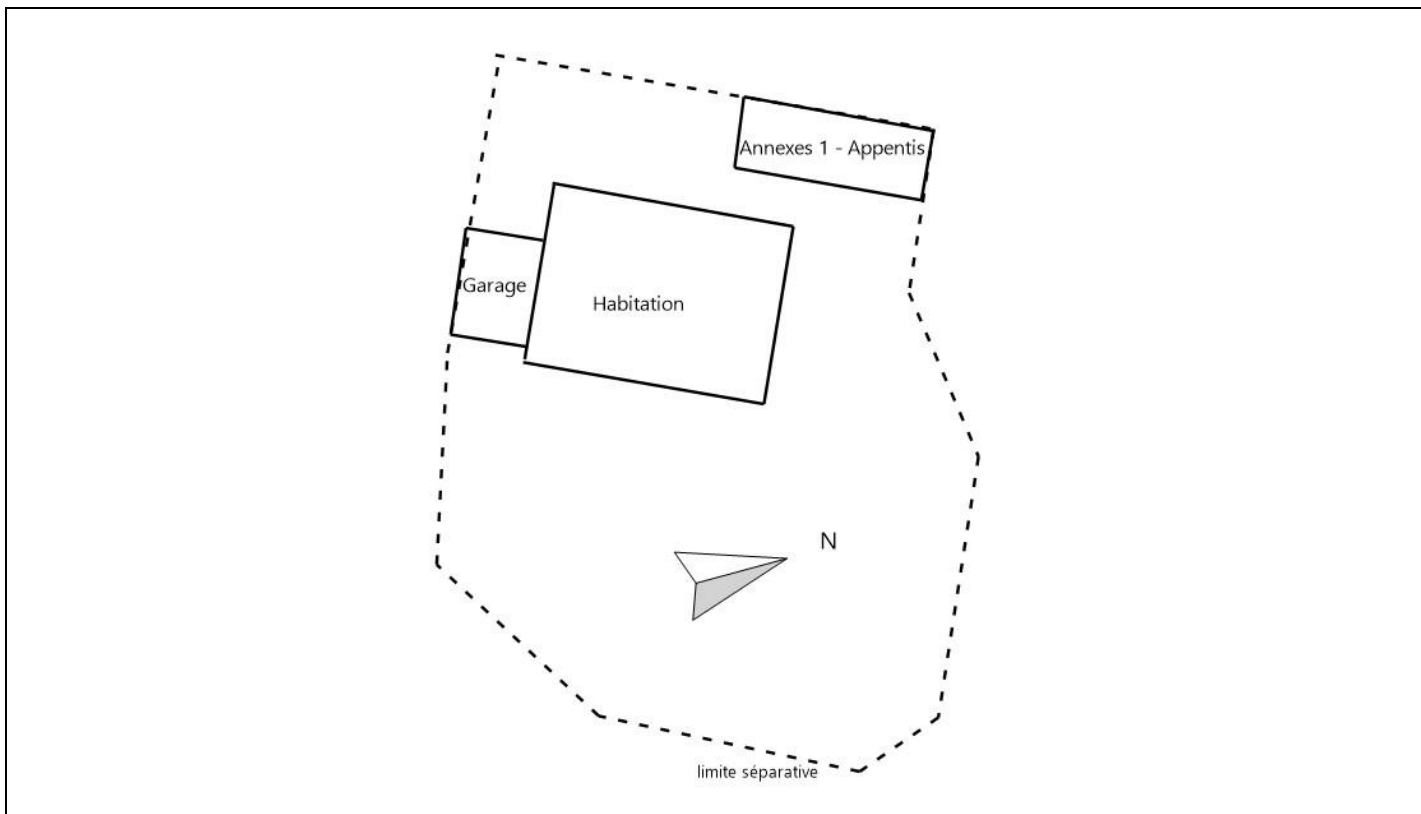 Annexes 1 - Appentis
Garage
Habitation
N
limite séparative